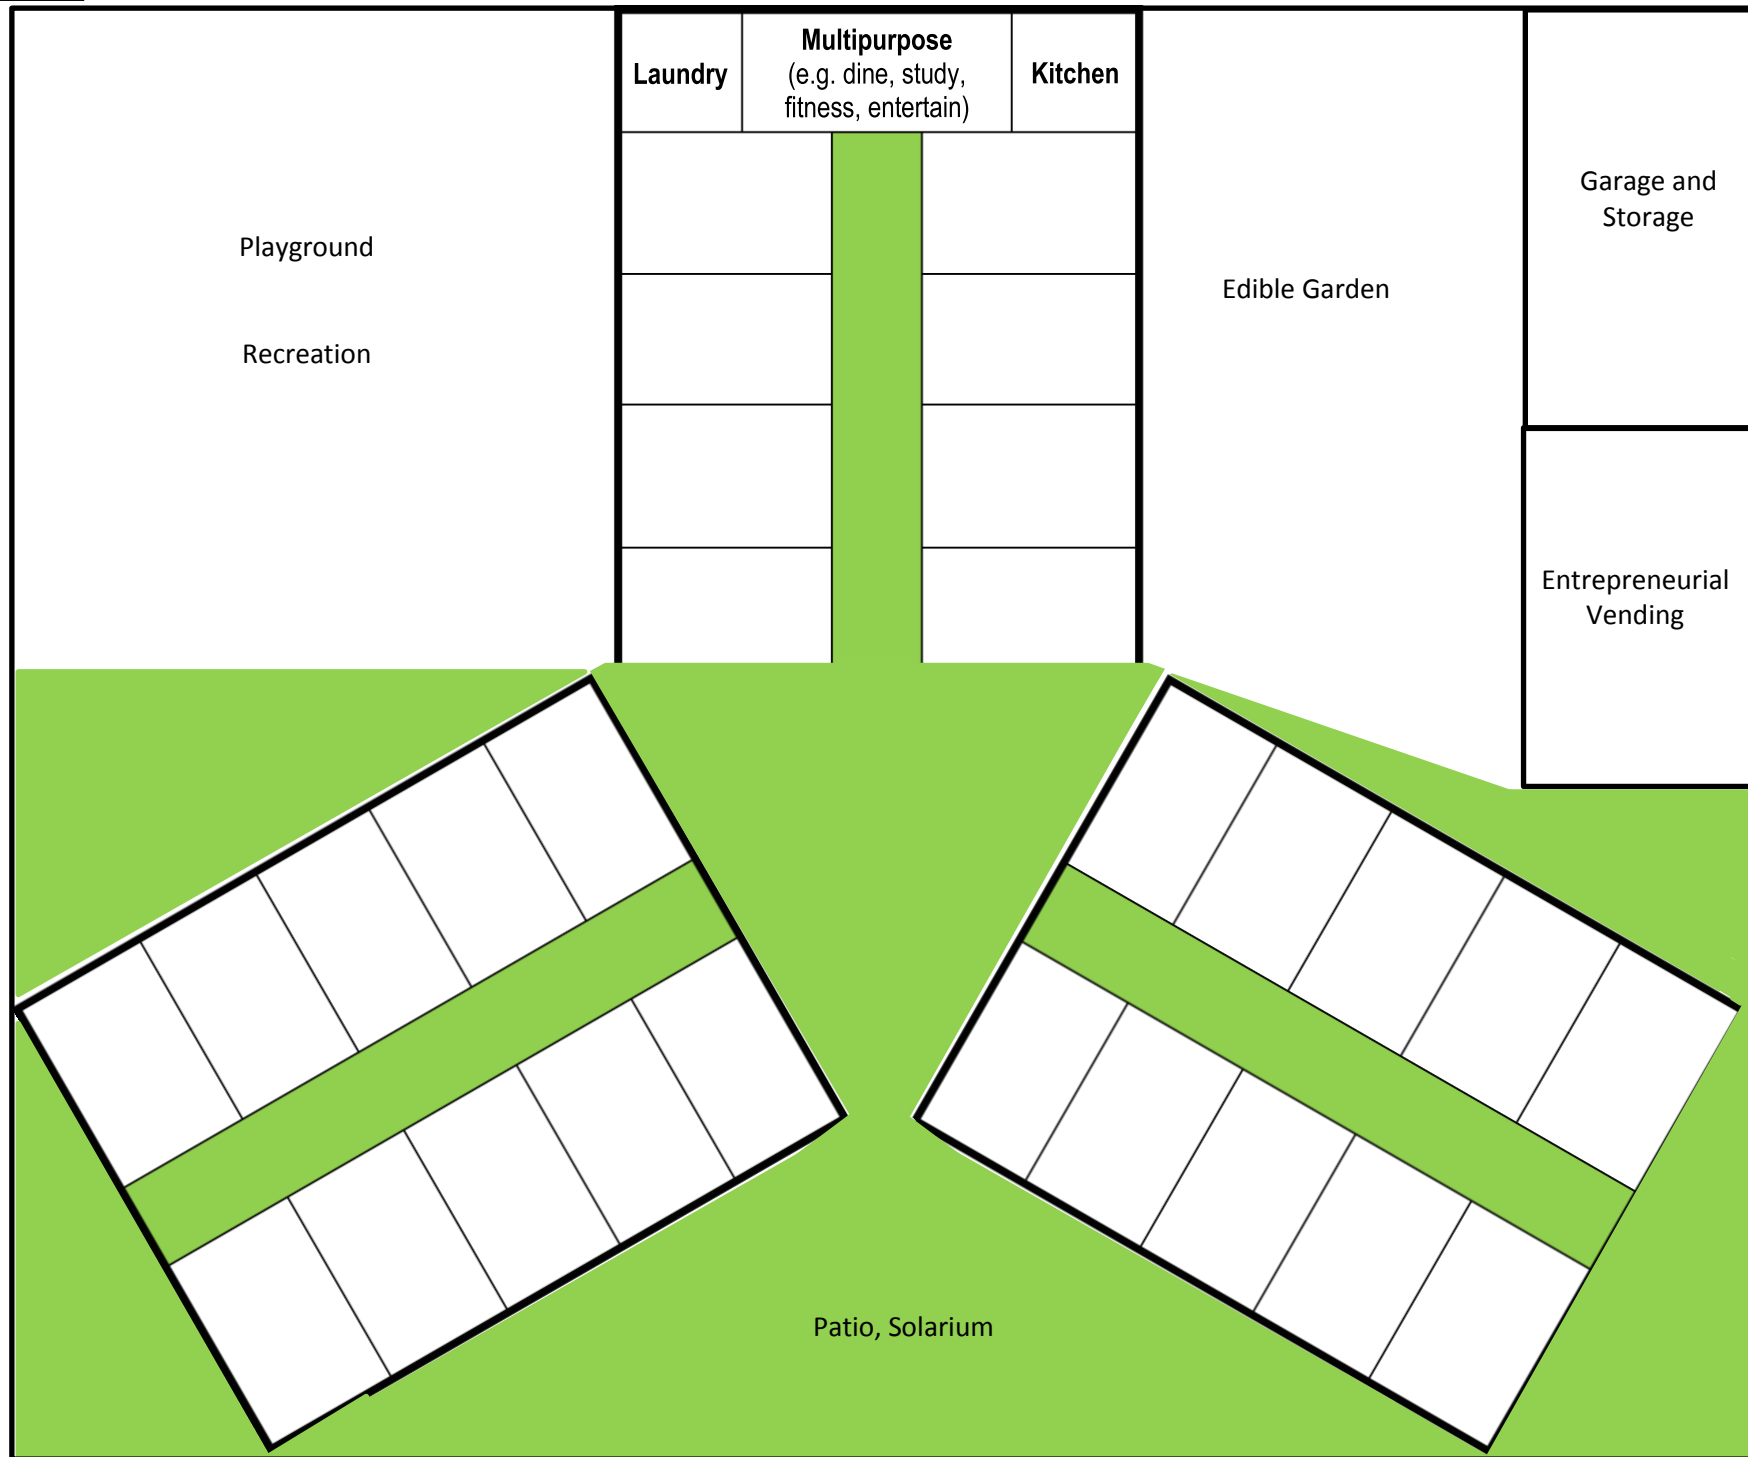 Laundry
Multipurpose
(e.g. dine, study,
fitness, entertain)
Kitchen
Playground
Recreation
Edible Garden
Garage and
Storage
Entrepreneurial
Vending
Patio, Solarium